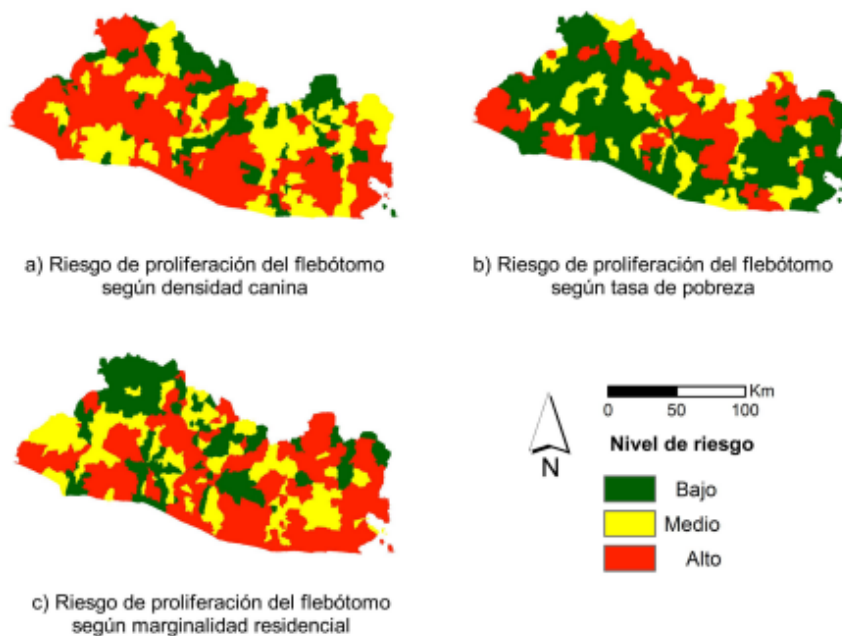 a) Riesgo de proliferación del flebótomo
según densidad canina
b) Riesgo de proliferación del flebótomo
según tasa de pobreza
c) Riesgo de proliferación del flebótomo
según marginalidad residencial
N
Km
0 50 100
Nivel de riesgo
Bajo
Medio
Alto